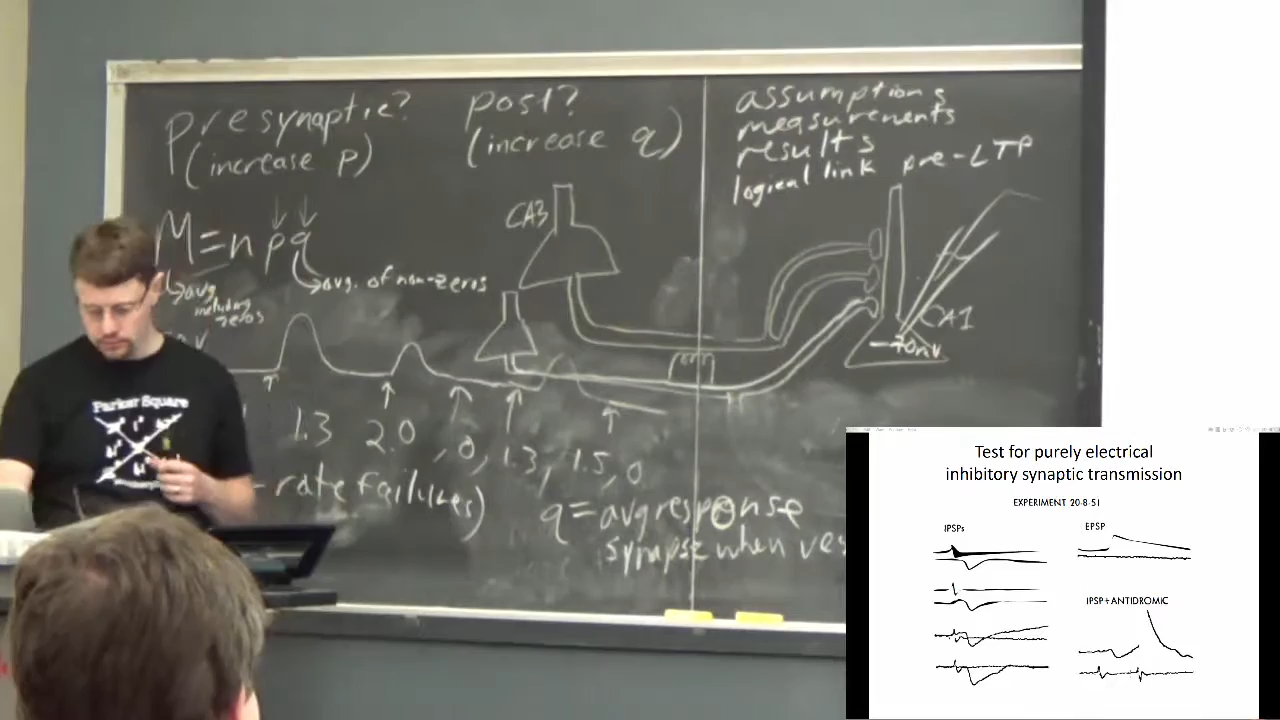 presynaptic?
(increase p)
post?
(increase q)
assumptions
measurements
results
logical link pre-LTP
M=npq
avg
including
zeros
avg. of non-zeros
CA3
CA1
-70mV
1.3 2.0, 0, 1.3, 1.5, 0
-rate failures)
q=avg response
synapse when ves
Parker Square
Test for purely electrical
inhibitory synaptic transmission
EXPERIMENT 20-8-51
IPSPs
EPSP
IPSP+ANTIDROMIC